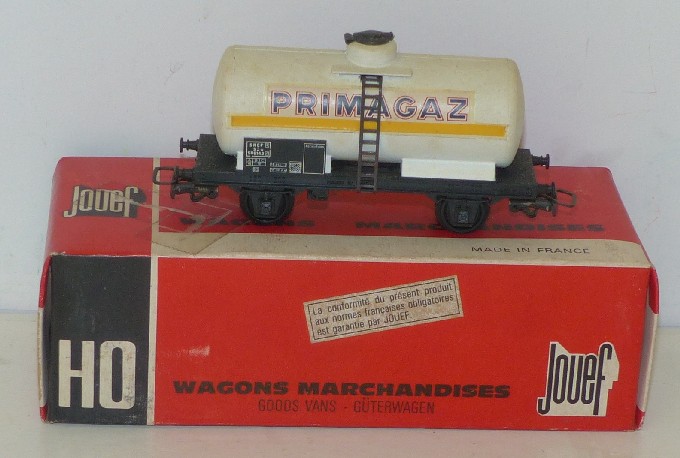 PRIMAGAZ
SNCF
Jouef
MADE IN FRANCE
La conformité du présent produit
aux normes françaises obligatoires
est garantie par JOUEF
HO
WAGONS MARCHANDISES
GOODS VANS - GÜTERWAGEN
Jouef